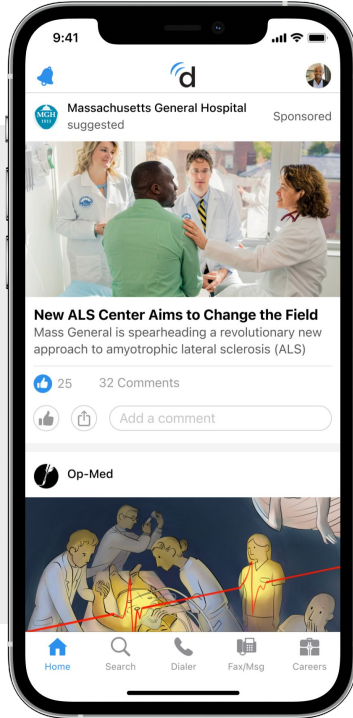 9:41
d
MGH
1811
Massachusetts General Hospital
suggested
Sponsored
New ALS Center Aims to Change the Field
Mass General is spearheading a revolutionary new
approach to amyotrophic lateral sclerosis (ALS)
25 32 Comments
Add a comment
Op-Med
Home Search Dialer Fax/Msg Careers